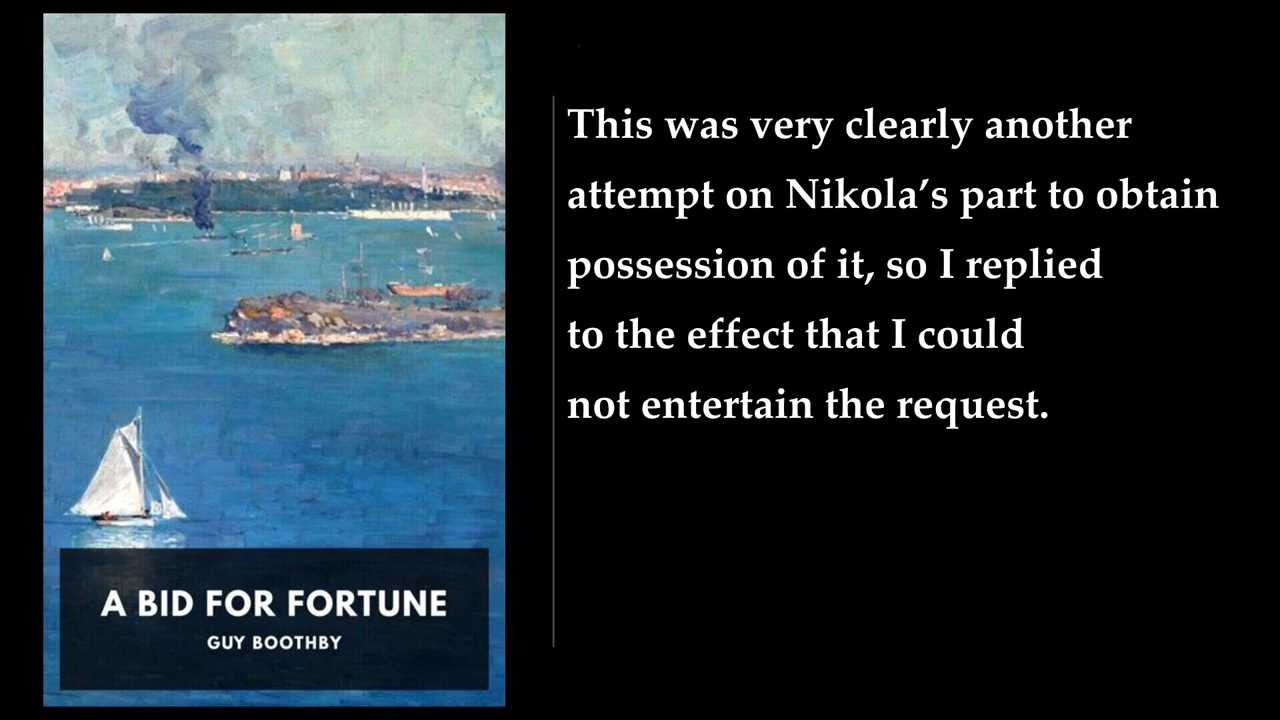 A BID FOR FORTUNE
GUY BOOTHBY
This was very clearly another
attempt on Nikola’s part to obtain
possession of it, so I replied
to the effect that I could
not entertain the request.